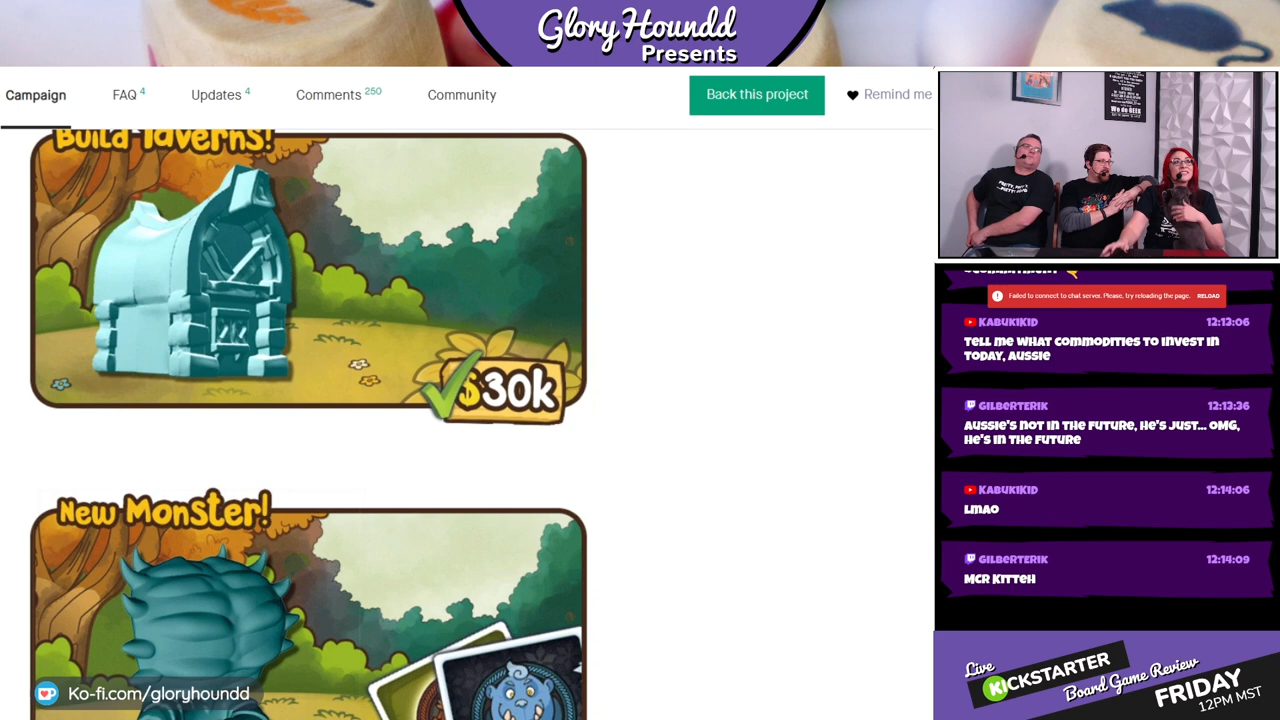 Glory Houndd
Presents
Campaign
FAQ 4
Updates 4
Comments 250
Community
Back this project
Remind me
Build Taverns!
$30k
New Monster!
Ko-fi.com/gloryhoundd
We do GEEK
Failed to connect to chat server. Please, try reloading the page. RELOAD
KABUKIKID 12:13:06
TELL ME WHAT COMMODITIES TO INVEST IN
TODAY, AUSSIE
GILBERTERIK 12:13:36
AUSSIE'S NOT IN THE FUTURE, HE'S JUST... OMG,
HE'S IN THE FUTURE
KABUKIKID 12:14:06
LMAO
GILBERTERIK 12:14:09
MCR KITTEH
Live
KICKSTARTER
Board Game Review
FRIDAY
12PM MST